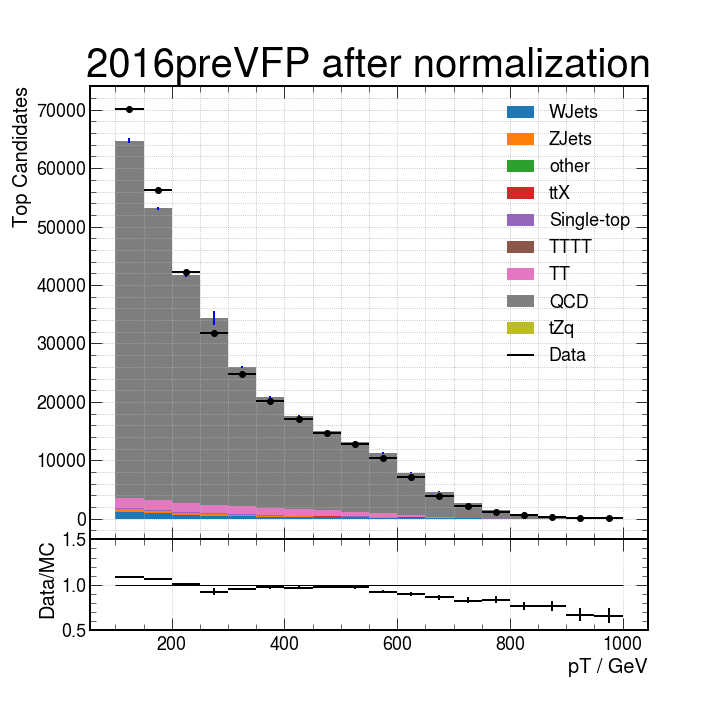 2016preVFP after normalization
Top Candidates
70000
60000
50000
40000
30000
20000
10000
0
WJets
ZJets
other
ttX
Single-top
TTTT
TT
QCD
tZq
Data
Data/MC
1.5
1.0
0.5
200 400 600 800 1000
pT / GeV